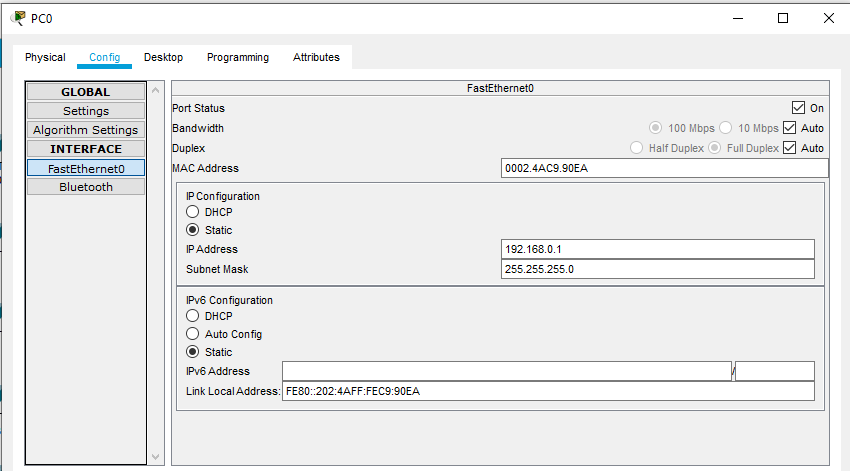 PC0
Physical Config Desktop Programming Attributes
GLOBAL
Settings
Algorithm Settings
INTERFACE
FastEthernet0
Bluetooth
FastEthernet0
Port Status On
Bandwidth 100 Mbps 10 Mbps Auto
Duplex Half Duplex Full Duplex Auto
MAC Address 0002.4AC9.90EA
IP Configuration
DHCP
Static
IP Address 192.168.0.1
Subnet Mask 255.255.255.0
IPv6 Configuration
DHCP
Auto Config
Static
IPv6 Address /
Link Local Address: FE80::202:4AFF:FEC9:90EA